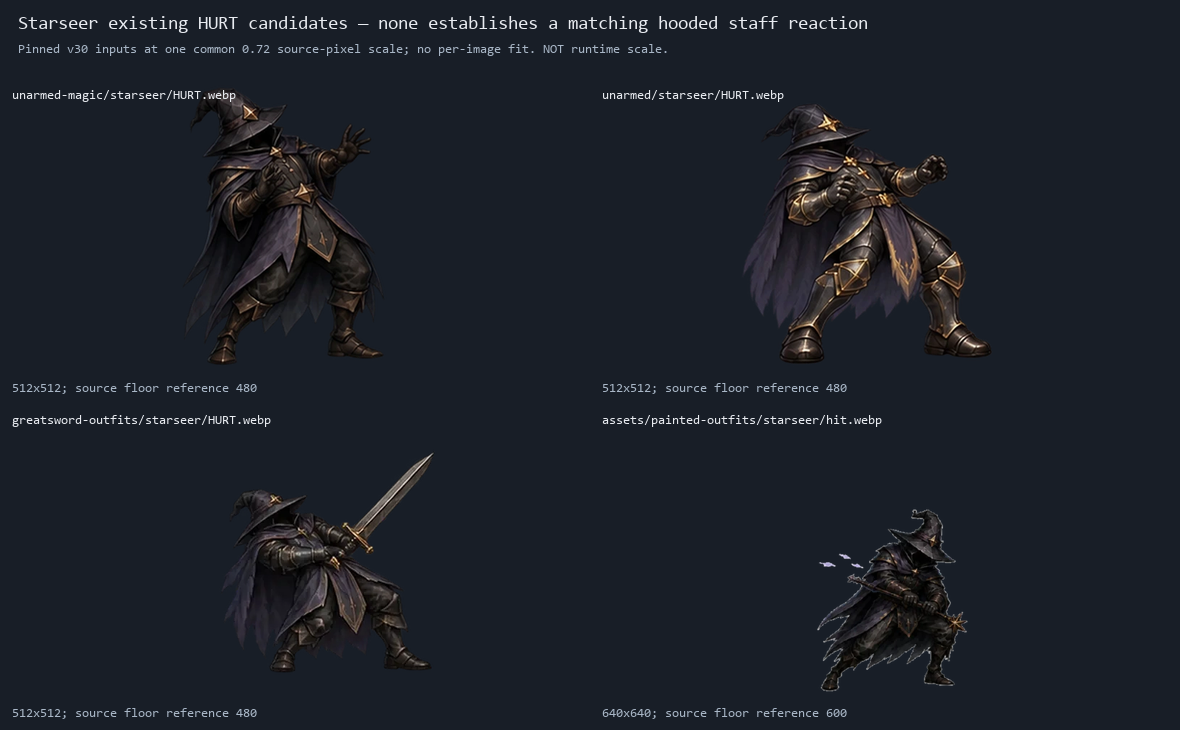 Starseer existing HURT candidates — none establishes a matching hooded staff reaction
Pinned v30 inputs at one common 0.72 source-pixel scale; no per-image fit. NOT runtime scale.
unarmed-magic/starseer/HURT.webp
unarmed/starseer/HURT.webp
512x512; source floor reference 480
512x512; source floor reference 480
greatsword-outfits/starseer/HURT.webp
assets/painted-outfits/starseer/hit.webp
512x512; source floor reference 480
640x640; source floor reference 600